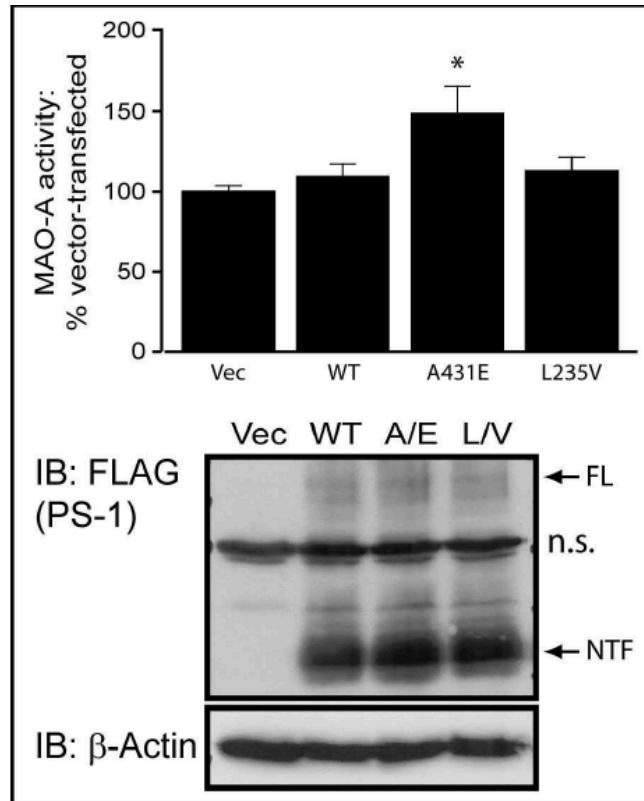 MAO-A activity:
% vector-transfected
200
150
100
50
0
*
Vec WT A431E L235V
Vec WT A/E L/V
IB: FLAG
(PS-1)
FL
n.s.
NTF
IB: β-Actin